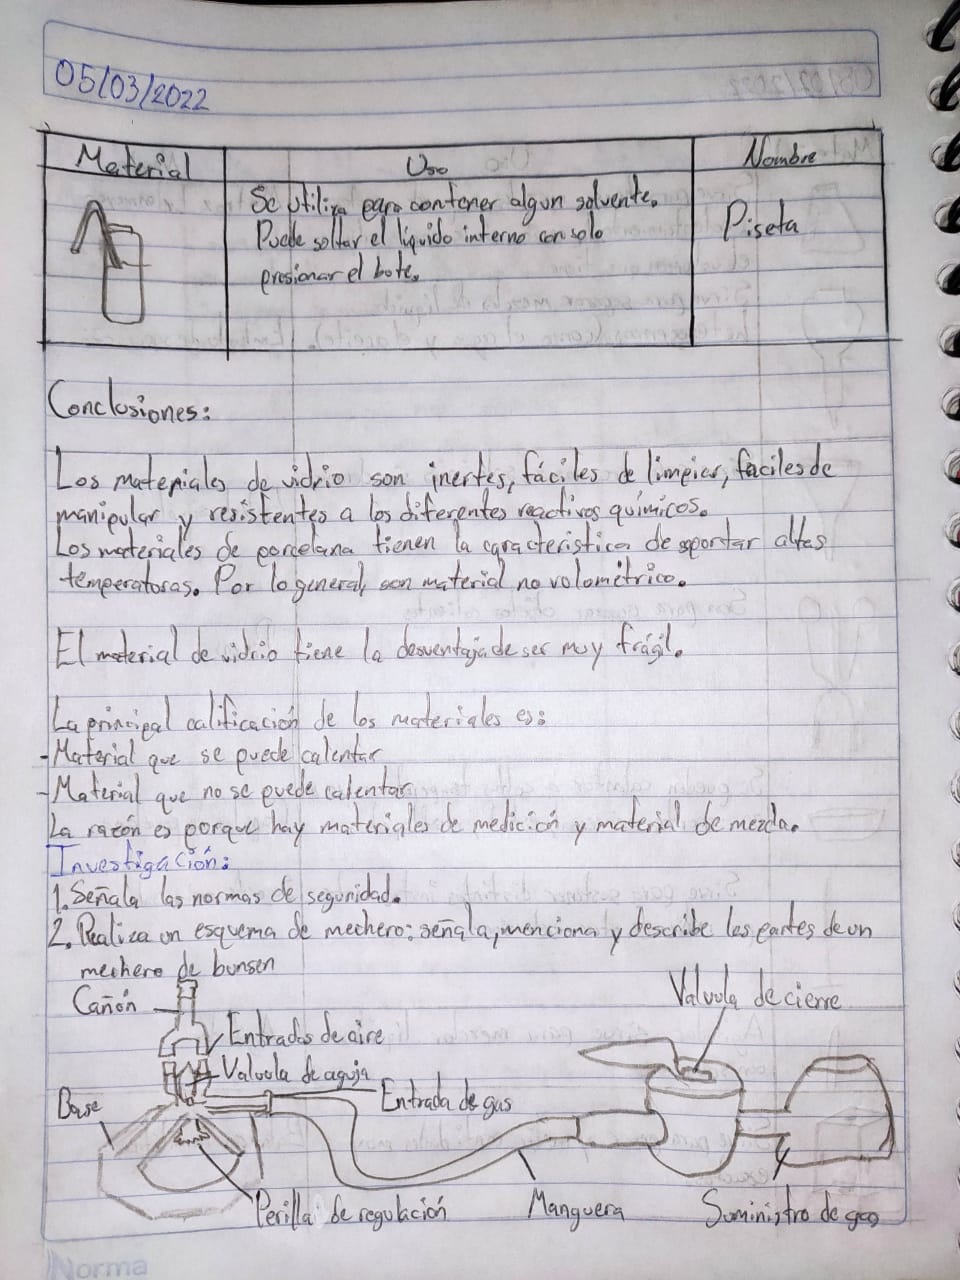 05/03/2022
Material
Uso
Nombre
Se utiliza para contener algun solvente.
Puede soltar el líquido interno con solo
presionar el bote.
Piseta
Conclusiones:
Los materiales de vidrio son inertes, fáciles de limpiar, faciles de
manipular y resistentes a los diferentes reactivos químicos.
Los materiales de porcelana tienen la caracteristica de soportar altas
temperaturas. Por lo general, son material no volométrico.
El material de vidrio tiene la desventaja de ser muy frágil.
La principal calificación de los materiales es:
-Material que se puede calentar
-Material que no se puede calentar
La razón es porque hay materiales de medición y material de mezcla.
Investigación:
1. Señala las normas de seguridad.
2. Realiza un esquema de mechero: señala, menciona y describe las partes de un
mechero de bunsen
Cañón
Valvula de cierre
Entradas de aire
Valvula de aguja
Base
Entrada de gas
Perilla de regulación
Manguera
Suministro de gas
Norma